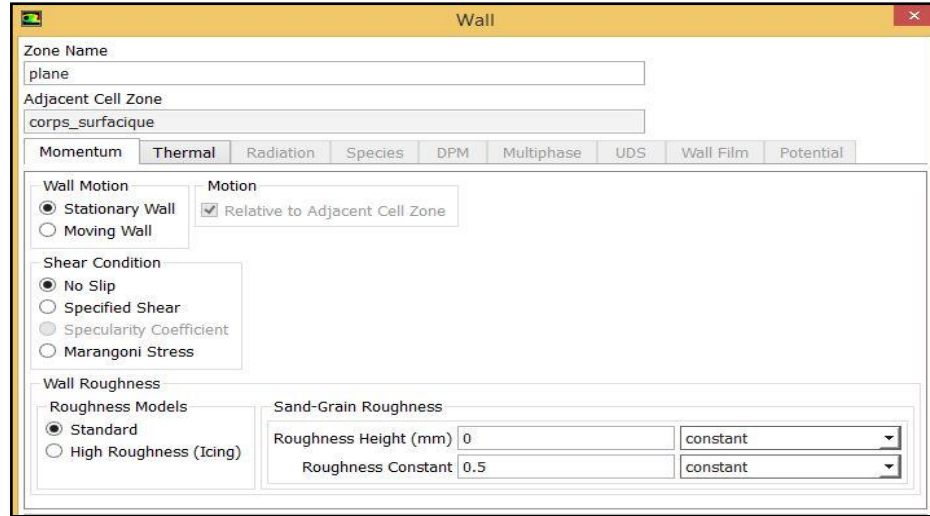 Wall
Zone Name
plane
Adjacent Cell Zone
corps_surfacique
Momentum Thermal Radiation Species DPM Multiphase UDS Wall Film Potential
Wall Motion Motion
Stationary Wall Relative to Adjacent Cell Zone
Moving Wall
Shear Condition
No Slip
Specified Shear
Specularity Coefficient
Marangoni Stress
Wall Roughness
Roughness Models Sand-Grain Roughness
Standard
Roughness Height (mm) 0 constant
High Roughness (Icing)
Roughness Constant 0.5 constant